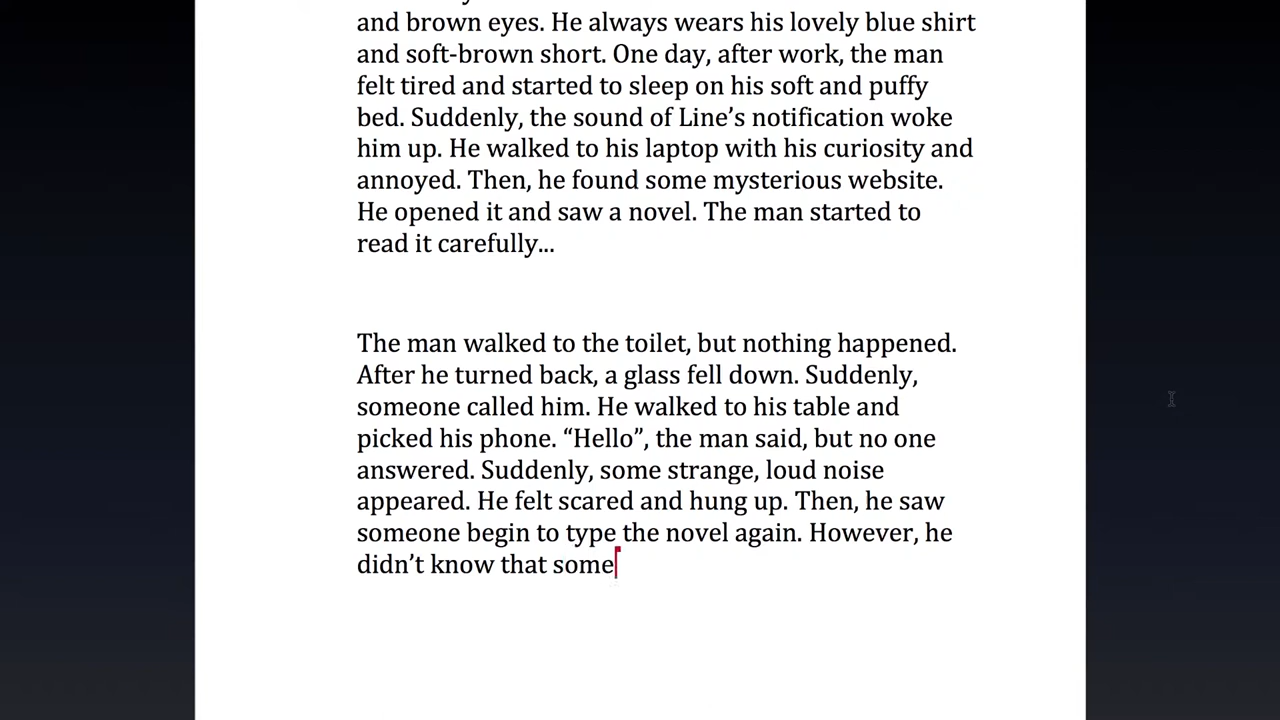 and brown eyes. He always wears his lovely blue shirt
and soft-brown short. One day, after work, the man
felt tired and started to sleep on his soft and puffy
bed. Suddenly, the sound of Line’s notification woke
him up. He walked to his laptop with his curiosity and
annoyed. Then, he found some mysterious website.
He opened it and saw a novel. The man started to
read it carefully...
The man walked to the toilet, but nothing happened.
After he turned back, a glass fell down. Suddenly,
someone called him. He walked to his table and
picked his phone. “Hello”, the man said, but no one
answered. Suddenly, some strange, loud noise
appeared. He felt scared and hung up. Then, he saw
someone begin to type the novel again. However, he
didn’t know that some